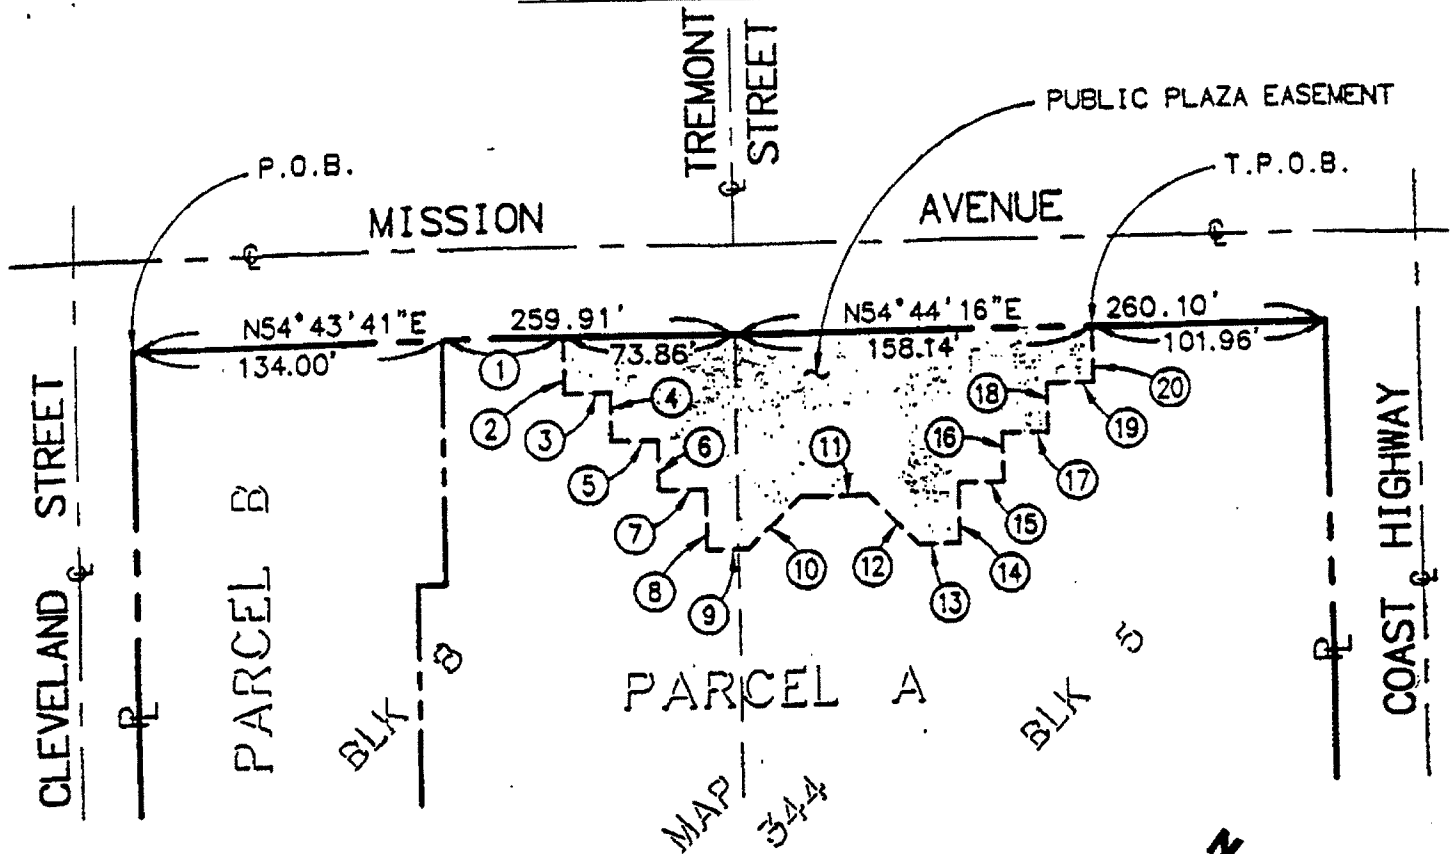 TREMONT
STREET
PUBLIC PLAZA EASEMENT
P.O.B.
T.P.O.B.
MISSION AVENUE
N54°43'41"E 259.91' N54°44'16"E 260.10'
134.00' 73.86' 158.14' 101.96'
1
2
3
4
5
6
7
8
9
10
11
12
13
14
15
16
17
18
19
20
CLEVELAND STREET
PARCEL B
BLK 3
PARCEL A
BLK 5
MAP 344
COAST HIGHWAY
N